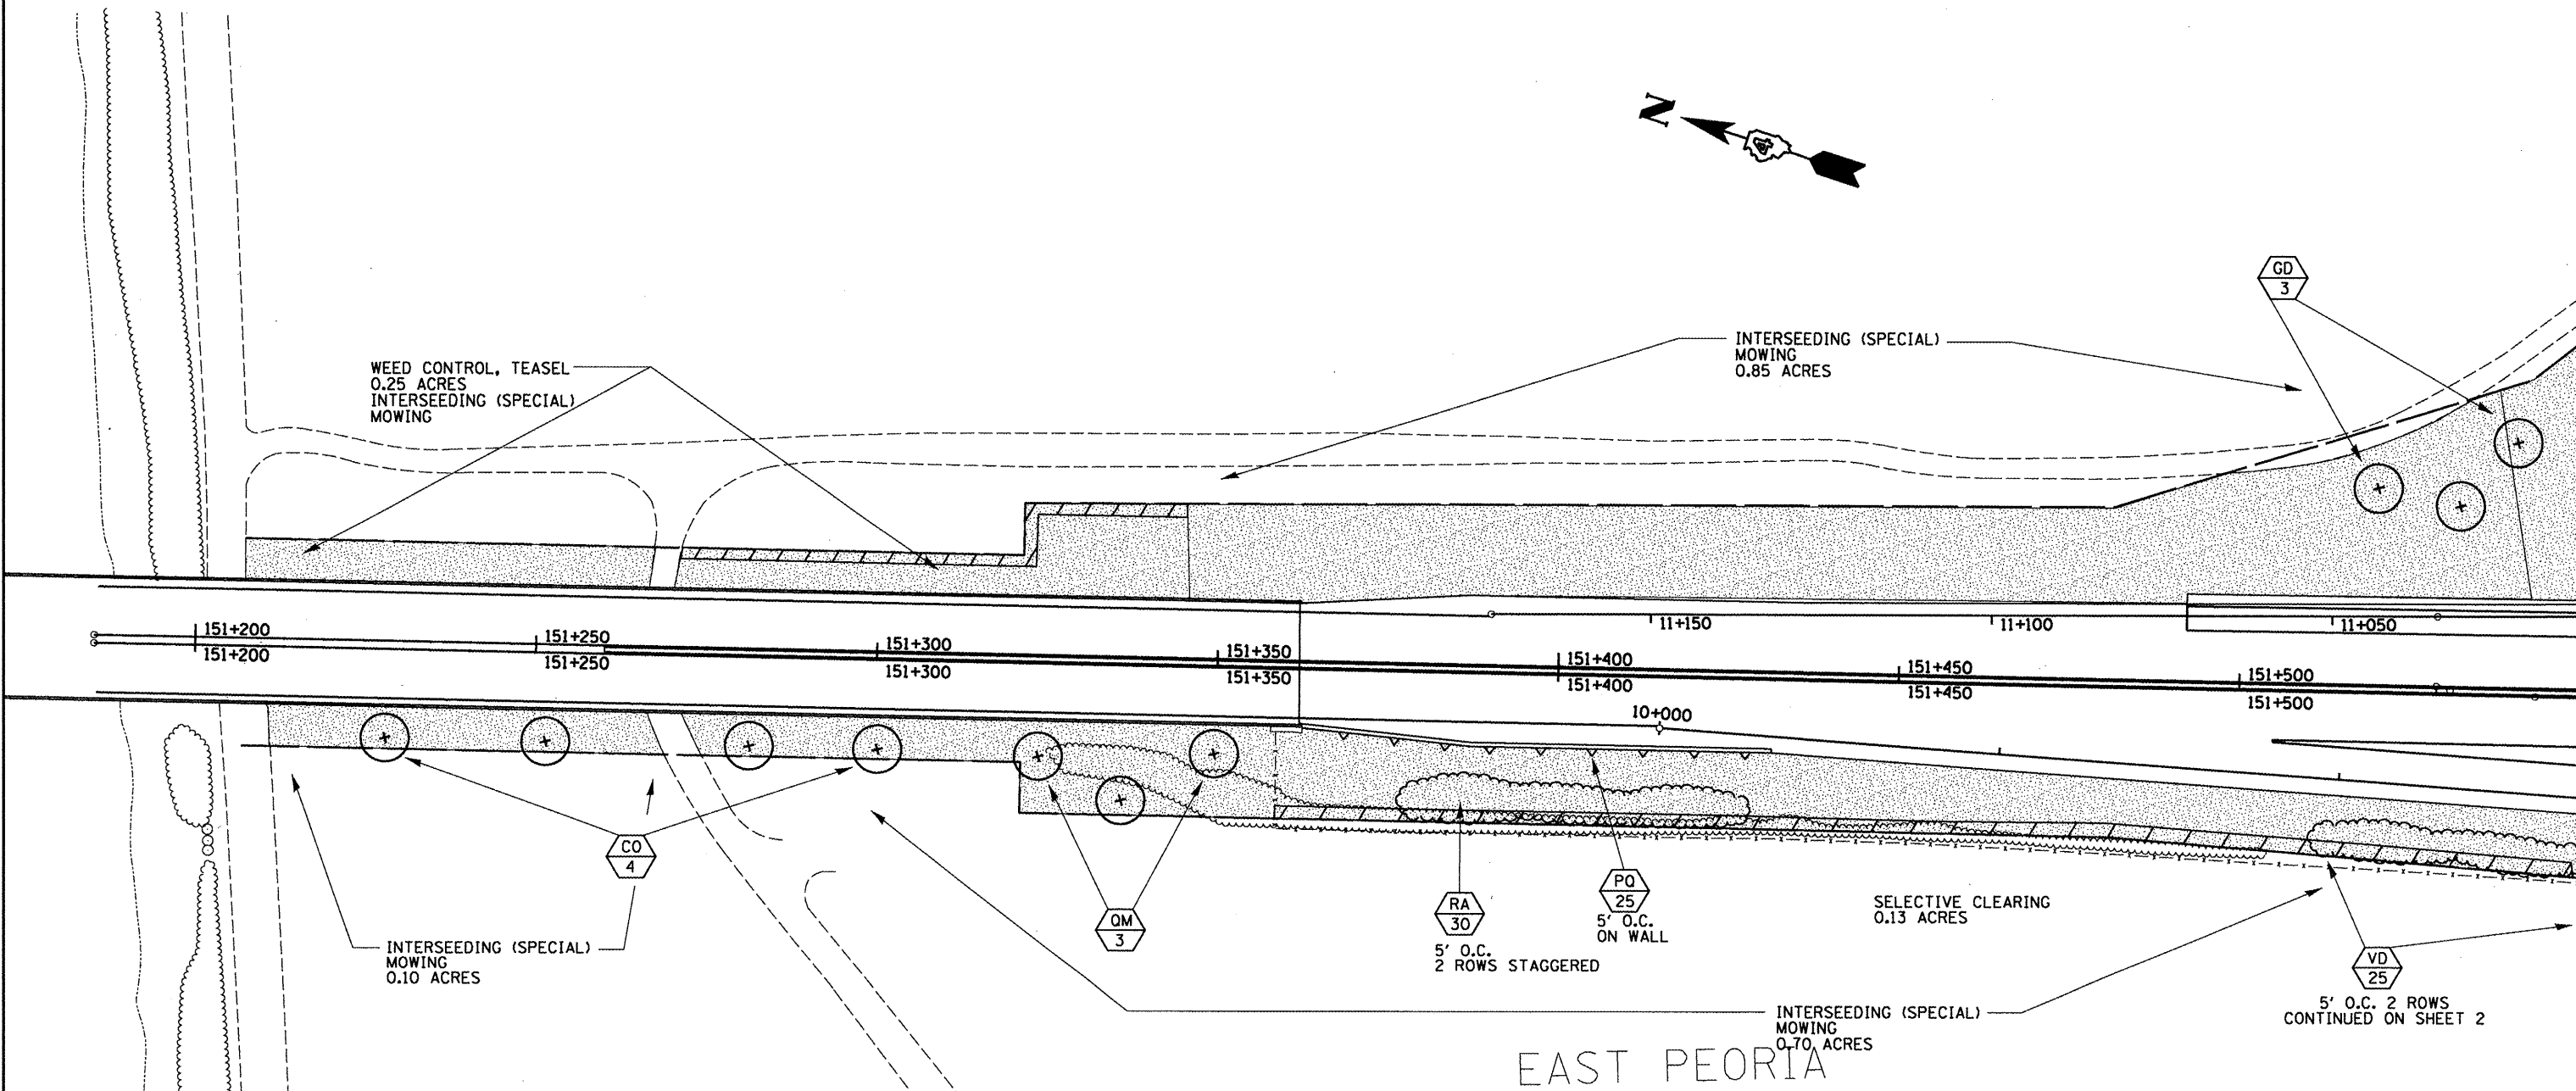 N
4
GD
3
INTERSEEDING (SPECIAL)
MOWING
0.85 ACRES
WEED CONTROL, TEASEL
0.25 ACRES
INTERSEEDING (SPECIAL)
MOWING
11+150
11+100
11+050
151+200
151+250
151+300
151+350
151+400
151+450
151+500
151+200
151+250
151+300
151+350
151+400
151+450
151+500
10+000
CO
4
QM
3
RA
30
5' O.C.
2 ROWS STAGGERED
PQ
25
5' O.C.
ON WALL
SELECTIVE CLEARING
0.13 ACRES
VD
25
5' O.C. 2 ROWS
CONTINUED ON SHEET 2
INTERSEEDING (SPECIAL)
MOWING
0.10 ACRES
INTERSEEDING (SPECIAL)
MOWING
0.70 ACRES
EAST PEORIA